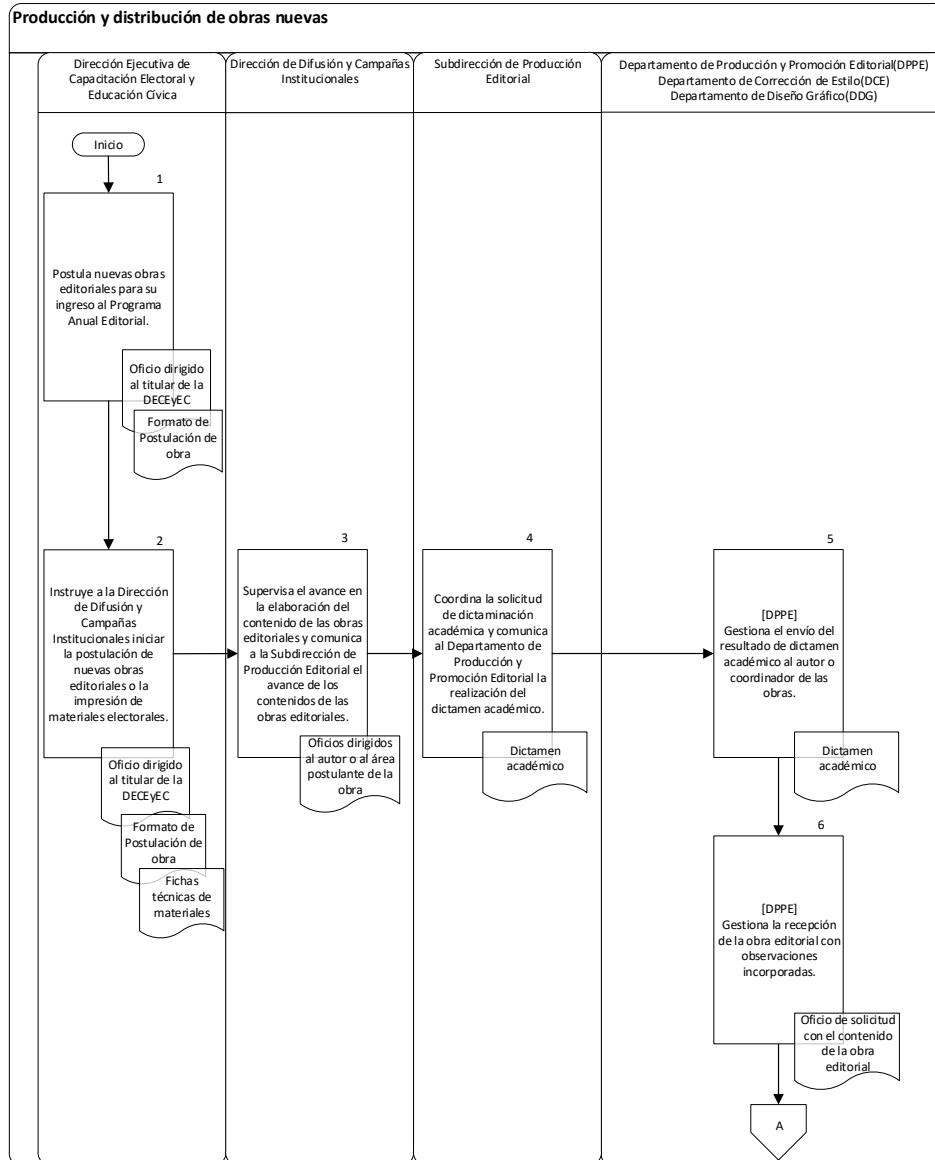 Producción y distribución de obras nuevas
Dirección Ejecutiva de
Capacitación Electoral y
Educación Cívica
Dirección de Difusión y Campañas
Institucionales
Subdirección de Producción
Editorial
Departamento de Producción y Promoción Editorial(DPPE)
Departamento de Corrección de Estilo(DCE)
Departamento de Diseño Gráfico(DDG)
Inicio
1
Postula nuevas obras
editoriales para su
ingreso al Programa
Anual Editorial.
Oficio dirigido
al titular de la
DECEyEC
Formato de
Postulación de
obra
2
Instruye a la Dirección
de Difusión y
Campañas
Institucionales iniciar
la postulación de
nuevas obras
editoriales o la
impresión de
materiales electorales.
Oficio dirigido
al titular de la
DECEyEC
Formato de
Postulación de
obra
Fichas
técnicas de
materiales
3
Supervisa el avance en
la elaboración del
contenido de las obras
editoriales y comunica
a la Subdirección de
Producción Editorial el
avance de los
contenidos de las
obras editoriales.
Oficios dirigidos
al autor o al área
postulante de la
obra
4
Coordina la solicitud
de dictaminación
académica y comunica
al Departamento de
Producción y
Promoción Editorial la
realización del
dictamen académico.
Dictamen
académico
5
[DPPE]
Gestiona el envío del
resultado de dictamen
académico al autor o
coordinador de las
obras.
Dictamen
académico
6
[DPPE]
Gestiona la recepción
de la obra editorial con
observaciones
incorporadas.
Oficio de solicitud
con el contenido
de la obra
editorial
A